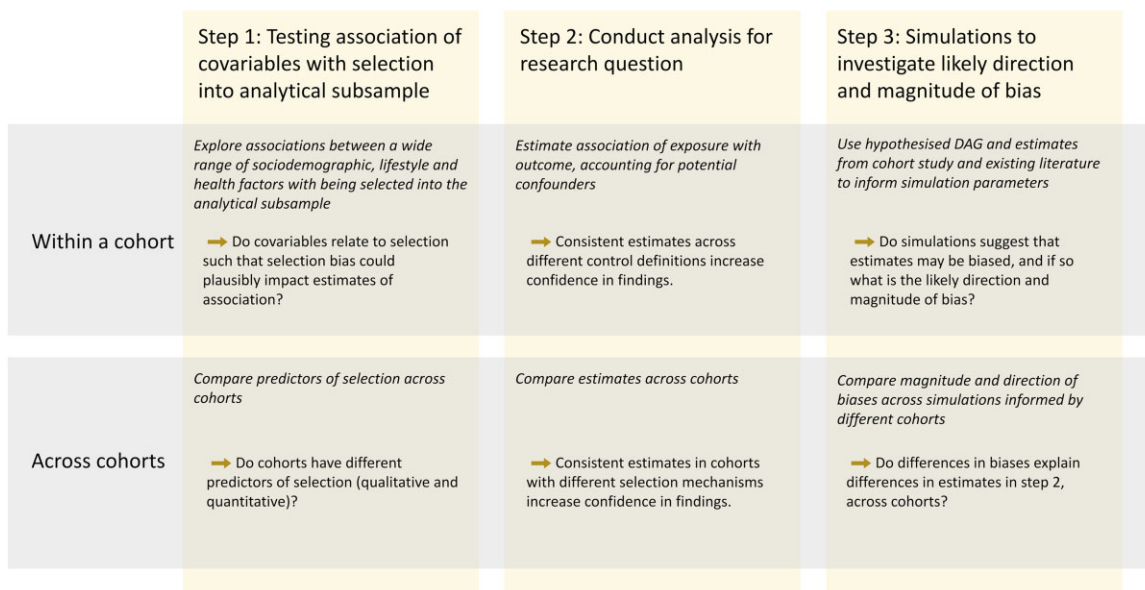 Step 1: Testing association of
covariables with selection
into analytical subsample
Step 2: Conduct analysis for
research question
Step 3: Simulations to
investigate likely direction
and magnitude of bias
Within a cohort
Explore associations between a wide
range of sociodemographic, lifestyle and
health factors with being selected into the
analytical subsample
→ Do covariables relate to selection
such that selection bias could
plausibly impact estimates of
association?
Estimate association of exposure with
outcome, accounting for potential
confounders
→ Consistent estimates across
different control definitions increase
confidence in findings.
Use hypothesised DAG and estimates
from cohort study and existing literature
to inform simulation parameters
→ Do simulations suggest that
estimates may be biased, and if so
what is the likely direction and
magnitude of bias?
Across cohorts
Compare predictors of selection across
cohorts
→ Do cohorts have different
predictors of selection (qualitative and
quantitative)?
Compare estimates across cohorts
→ Consistent estimates in cohorts
with different selection mechanisms
increase confidence in findings.
Compare magnitude and direction of
biases across simulations informed by
different cohorts
→ Do differences in biases explain
differences in estimates in step 2,
across cohorts?